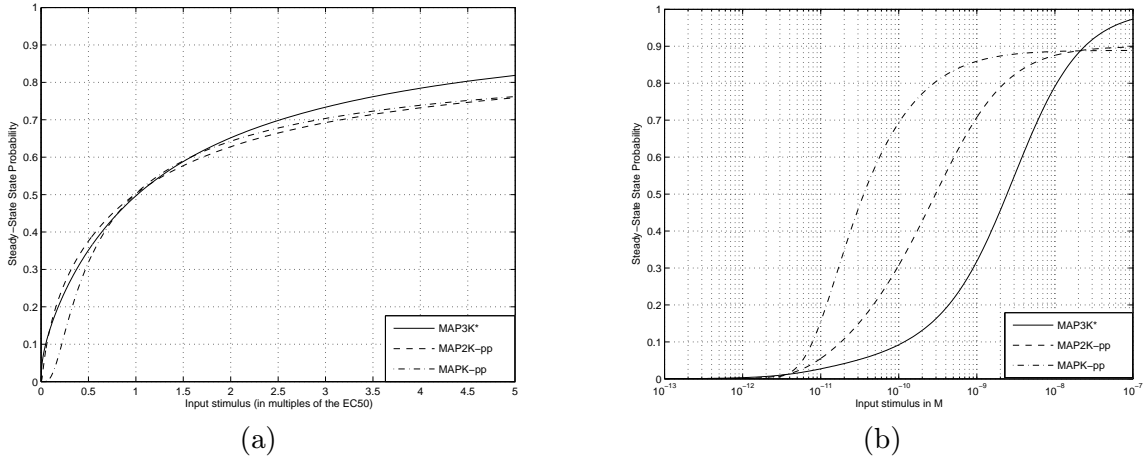 1
0.9
0.8
0.7
0.6
0.5
0.4
0.3
0.2
0.1
0
Steady−State State Probability
0 0.5 1 1.5 2 2.5 3 3.5 4 4.5 5
Input stimulus (in multiples of the EC50)
MAP3K*
MAP2K−pp
MAPK−pp
(a)
1
0.9
0.8
0.7
0.6
0.5
0.4
0.3
0.2
0.1
0
Steady−State State Probability
10^−13 10^−12 10^−11 10^−10 10^−9 10^−8 10^−7
Input stimulus in M
MAP3K*
MAP2K−pp
MAPK−pp
(b)